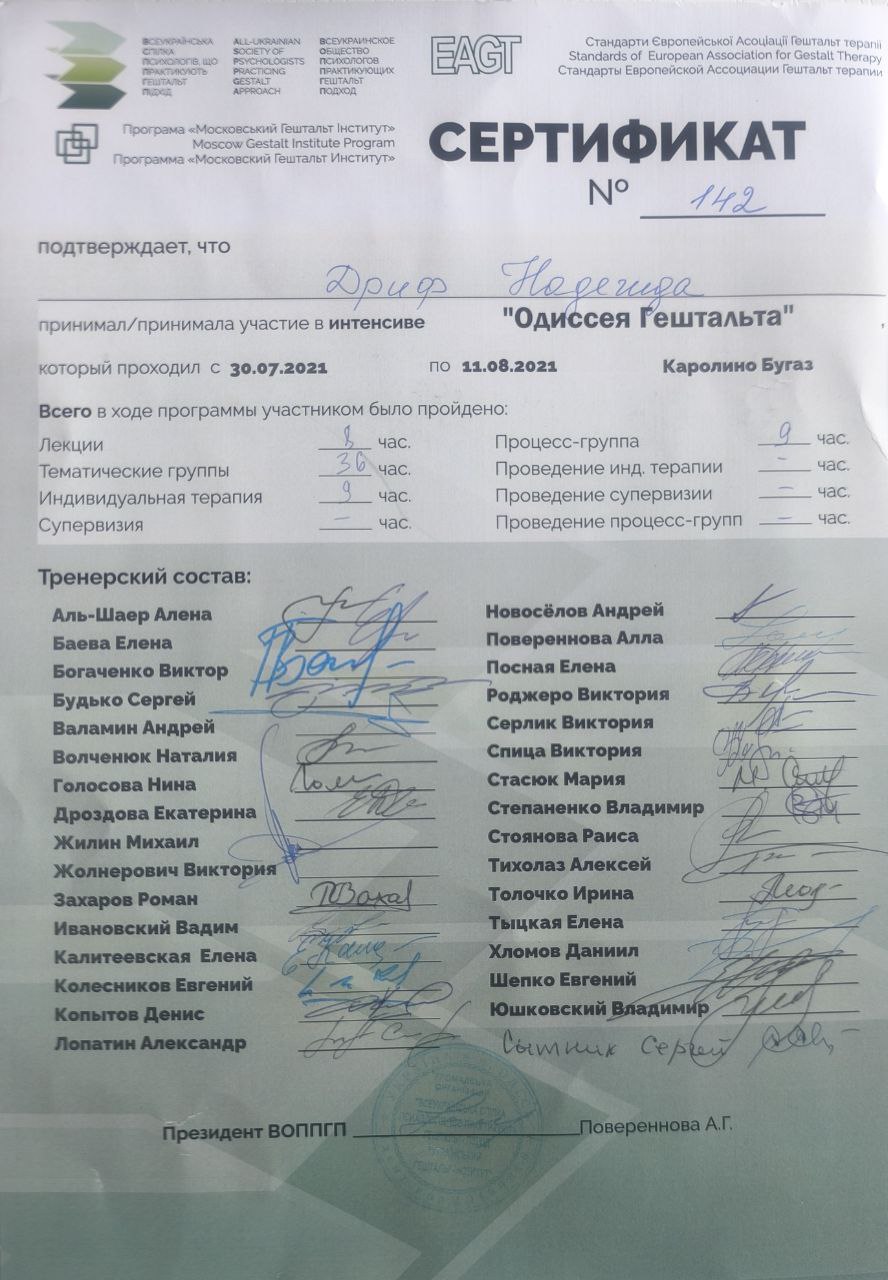 ВСЕУКРАЇНСЬКА
СПІЛКА
ПСИХОЛОГІВ, ЩО
ПРАКТИКУЮТЬ
ГЕШТАЛЬТ
ПІДХІД
ALL-UKRAINIAN
SOCIETY OF
PSYCHOLOGISTS
PRACTICING
GESTALT
APPROACH
ВСЕУКРАИНСКОЕ
ОБЩЕСТВО
ПСИХОЛОГОВ
ПРАКТИКУЮЩИХ
ГЕШТАЛЬТ
ПОДХОД
EAGT
Стандарти Європейської Асоціації Гештальт терапії
Standards of European Association for Gestalt Therapy
Стандарты Европейской Ассоциации Гештальт терапии
Програма «Московський Гештальт Інститут»
Moscow Gestalt Institute Program
Программа «Московский Гештальт Институт»
СЕРТИФИКАТ
№ 142
подтверждает, что
Дриф Надежда
принимал/принимала участие в интенсиве "Одиссея Гештальта"
который проходил с 30.07.2021 по 11.08.2021 Каролино Бугаз
Всего в ходе программы участником было пройдено:
Лекции 8 час.
Тематические группы 36 час.
Индивидуальная терапия 9 час.
Супервизия – час.
Процесс-группа 9 час.
Проведение инд. терапии – час.
Проведение супервизии – час.
Проведение процесс-групп – час.
Тренерский состав:
Аль-Шаер Алена
Баева Елена
Богаченко Виктор
Будько Сергей
Валамин Андрей
Волченюк Наталия
Голосова Нина
Дроздова Екатерина
Жилин Михаил
Жолнерович Виктория
Захаров Роман
Ивановский Вадим
Калитеевская Елена
Колесников Евгений
Копытов Денис
Лопатин Александр
Новосёлов Андрей
Повереннова Алла
Посная Елена
Роджеро Виктория
Серлик Виктория
Спица Виктория
Стасюк Мария
Степаненко Владимир
Стоянова Раиса
Тихолаз Алексей
Толочко Ирина
Тыцкая Елена
Хломов Даниил
Шепко Евгений
Юшковский Владимир
Сытник Сергей
Президент ВОППГП Повереннова А.Г.